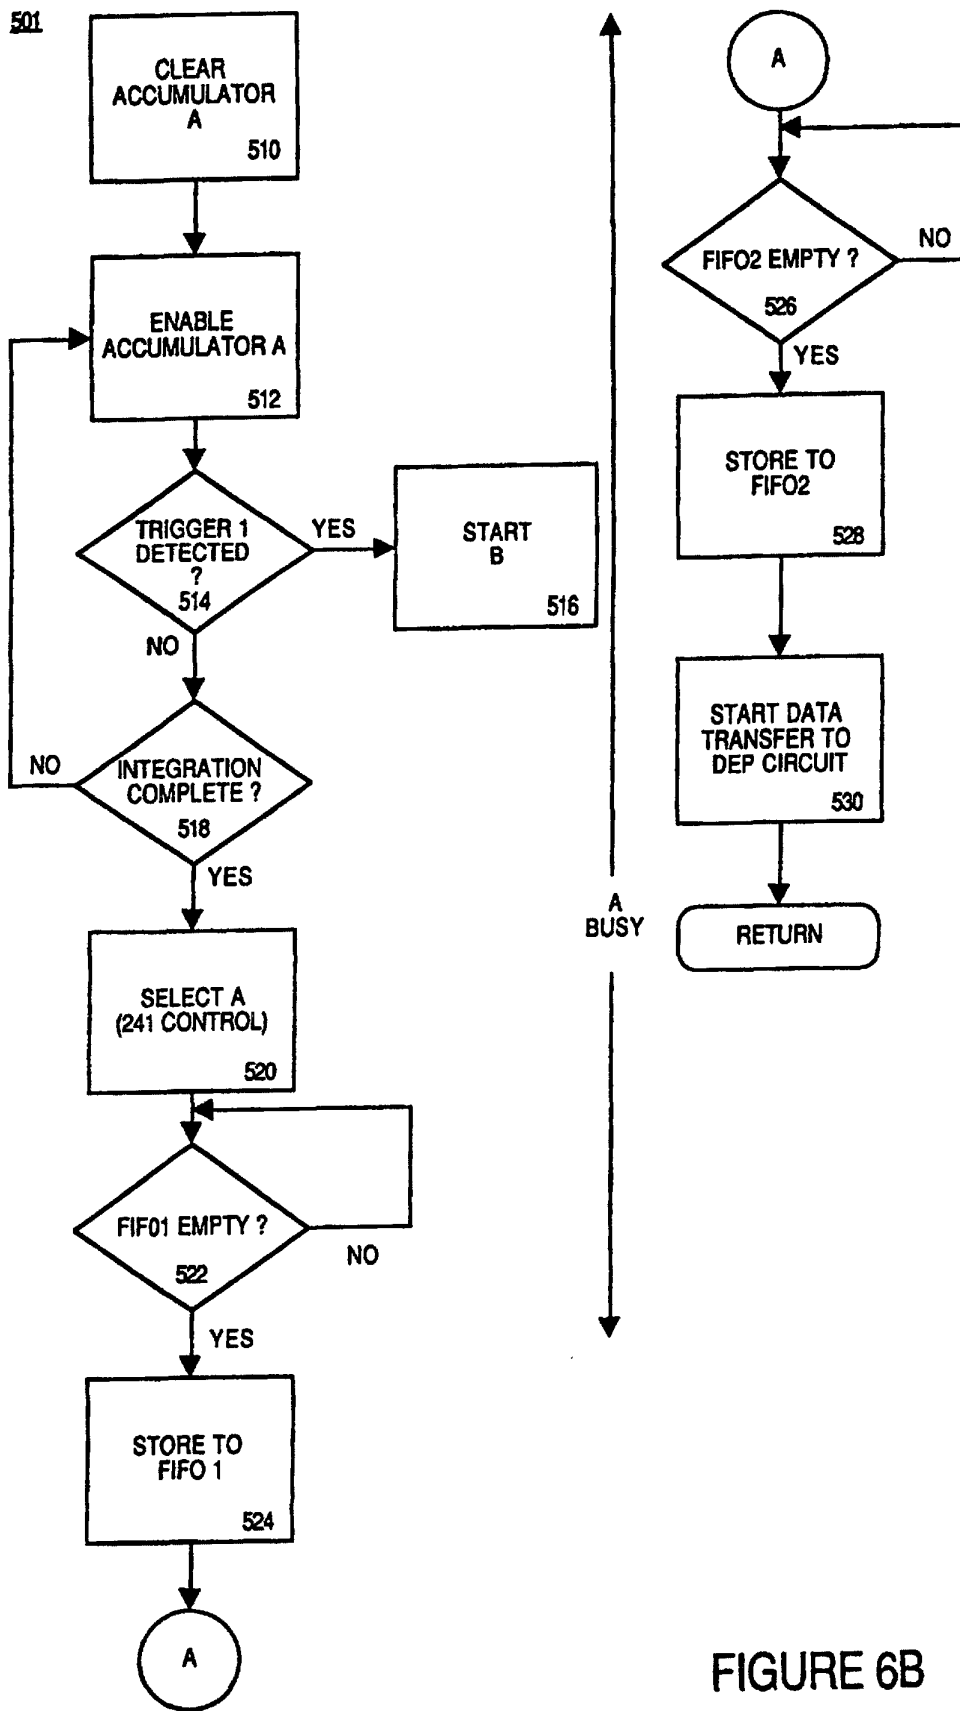 501
CLEAR
ACCUMULATOR
A
510
ENABLE
ACCUMULATOR A
512
TRIGGER 1
DETECTED
?
514
YES
START
B
516
NO
INTEGRATION
COMPLETE ?
518
NO
YES
SELECT A
(241 CONTROL)
520
FIFO1 EMPTY ?
522
NO
YES
STORE TO
FIFO 1
524
A
A
BUSY
A
FIFO2 EMPTY ?
526
NO
YES
STORE TO
FIFO2
528
START DATA
TRANSFER TO
DEP CIRCUIT
530
RETURN
FIGURE 6B